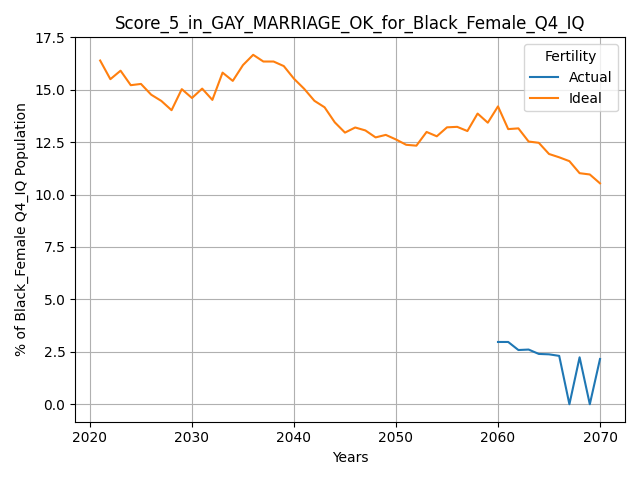 Score_5_in_GAY_MARRIAGE_OK_for_Black_Female_Q4_IQ
17.5
15.0
12.5
10.0
7.5
5.0
2.5
0.0
% of Black_Female Q4_IQ Population
Fertility
Actual
Ideal
2020
2030
2040
2050
2060
2070
Years